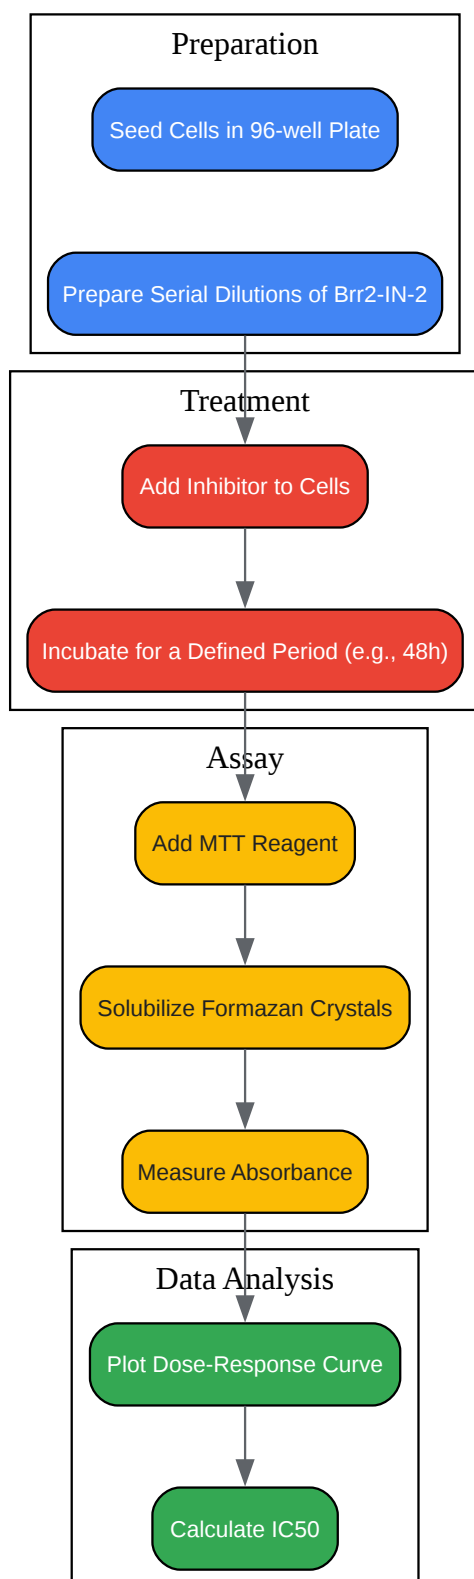 Preparation
Seed Cells in 96-well Plate
Prepare Serial Dilutions of Brr2-IN-2
Treatment
Add Inhibitor to Cells
Incubate for a Defined Period (e.g., 48h)
Assay
Add MTT Reagent
Solubilize Formazan Crystals
Measure Absorbance
Data Analysis
Plot Dose-Response Curve
Calculate IC50